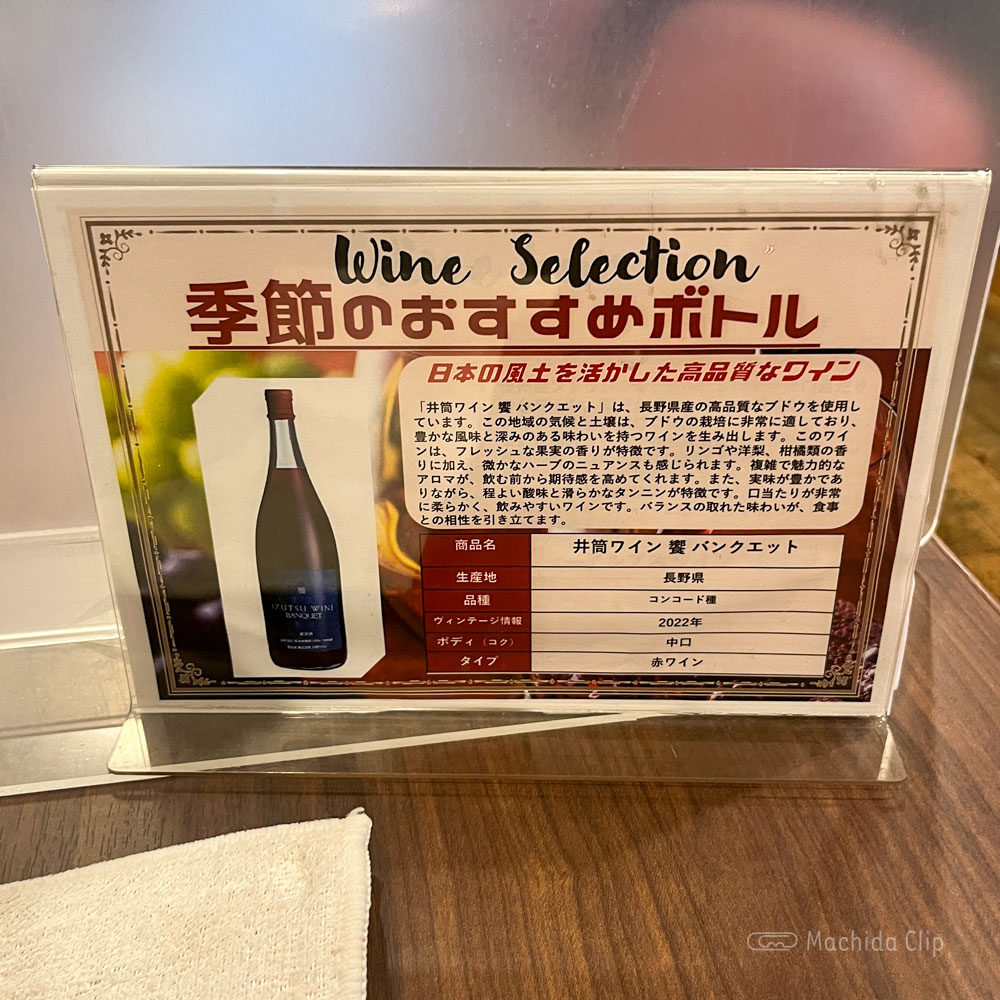 Wine Selection
季節のおすすめボトル
日本の風土を活かした高品質なワイン
「井筒ワイン 饗 バンクエット」は、長野県産の高品質なブドウを使用し
ています。この地域の気候と土壌は、ブドウの栽培に非常に適しており、
豊かな風味と深みのある味わいを持つワインを生み出します。このワイ
ンは、フレッシュな果実の香りが特徴です。リンゴや洋梨、柑橘類の香
りに加え、微かなハーブのニュアンスも感じられます。複雑で魅力的な
アロマが、飲む前から期待感を高めてくれます。また、実味が豊かであ
りながら、程よい酸味と滑らかなタンニンが特徴です。口当たりが非常
に柔らかく、飲みやすいワインです。バランスの取れた味わいが、食事
との相性を引き立てます。
商品名 井筒ワイン 饗 バンクエット
生産地 長野県
品種 コンコード種
ヴィンテージ情報 2022年
ボディ（コク） 中口
タイプ 赤ワイン
IZUTSU WINE
BANQUET
Machida Clip